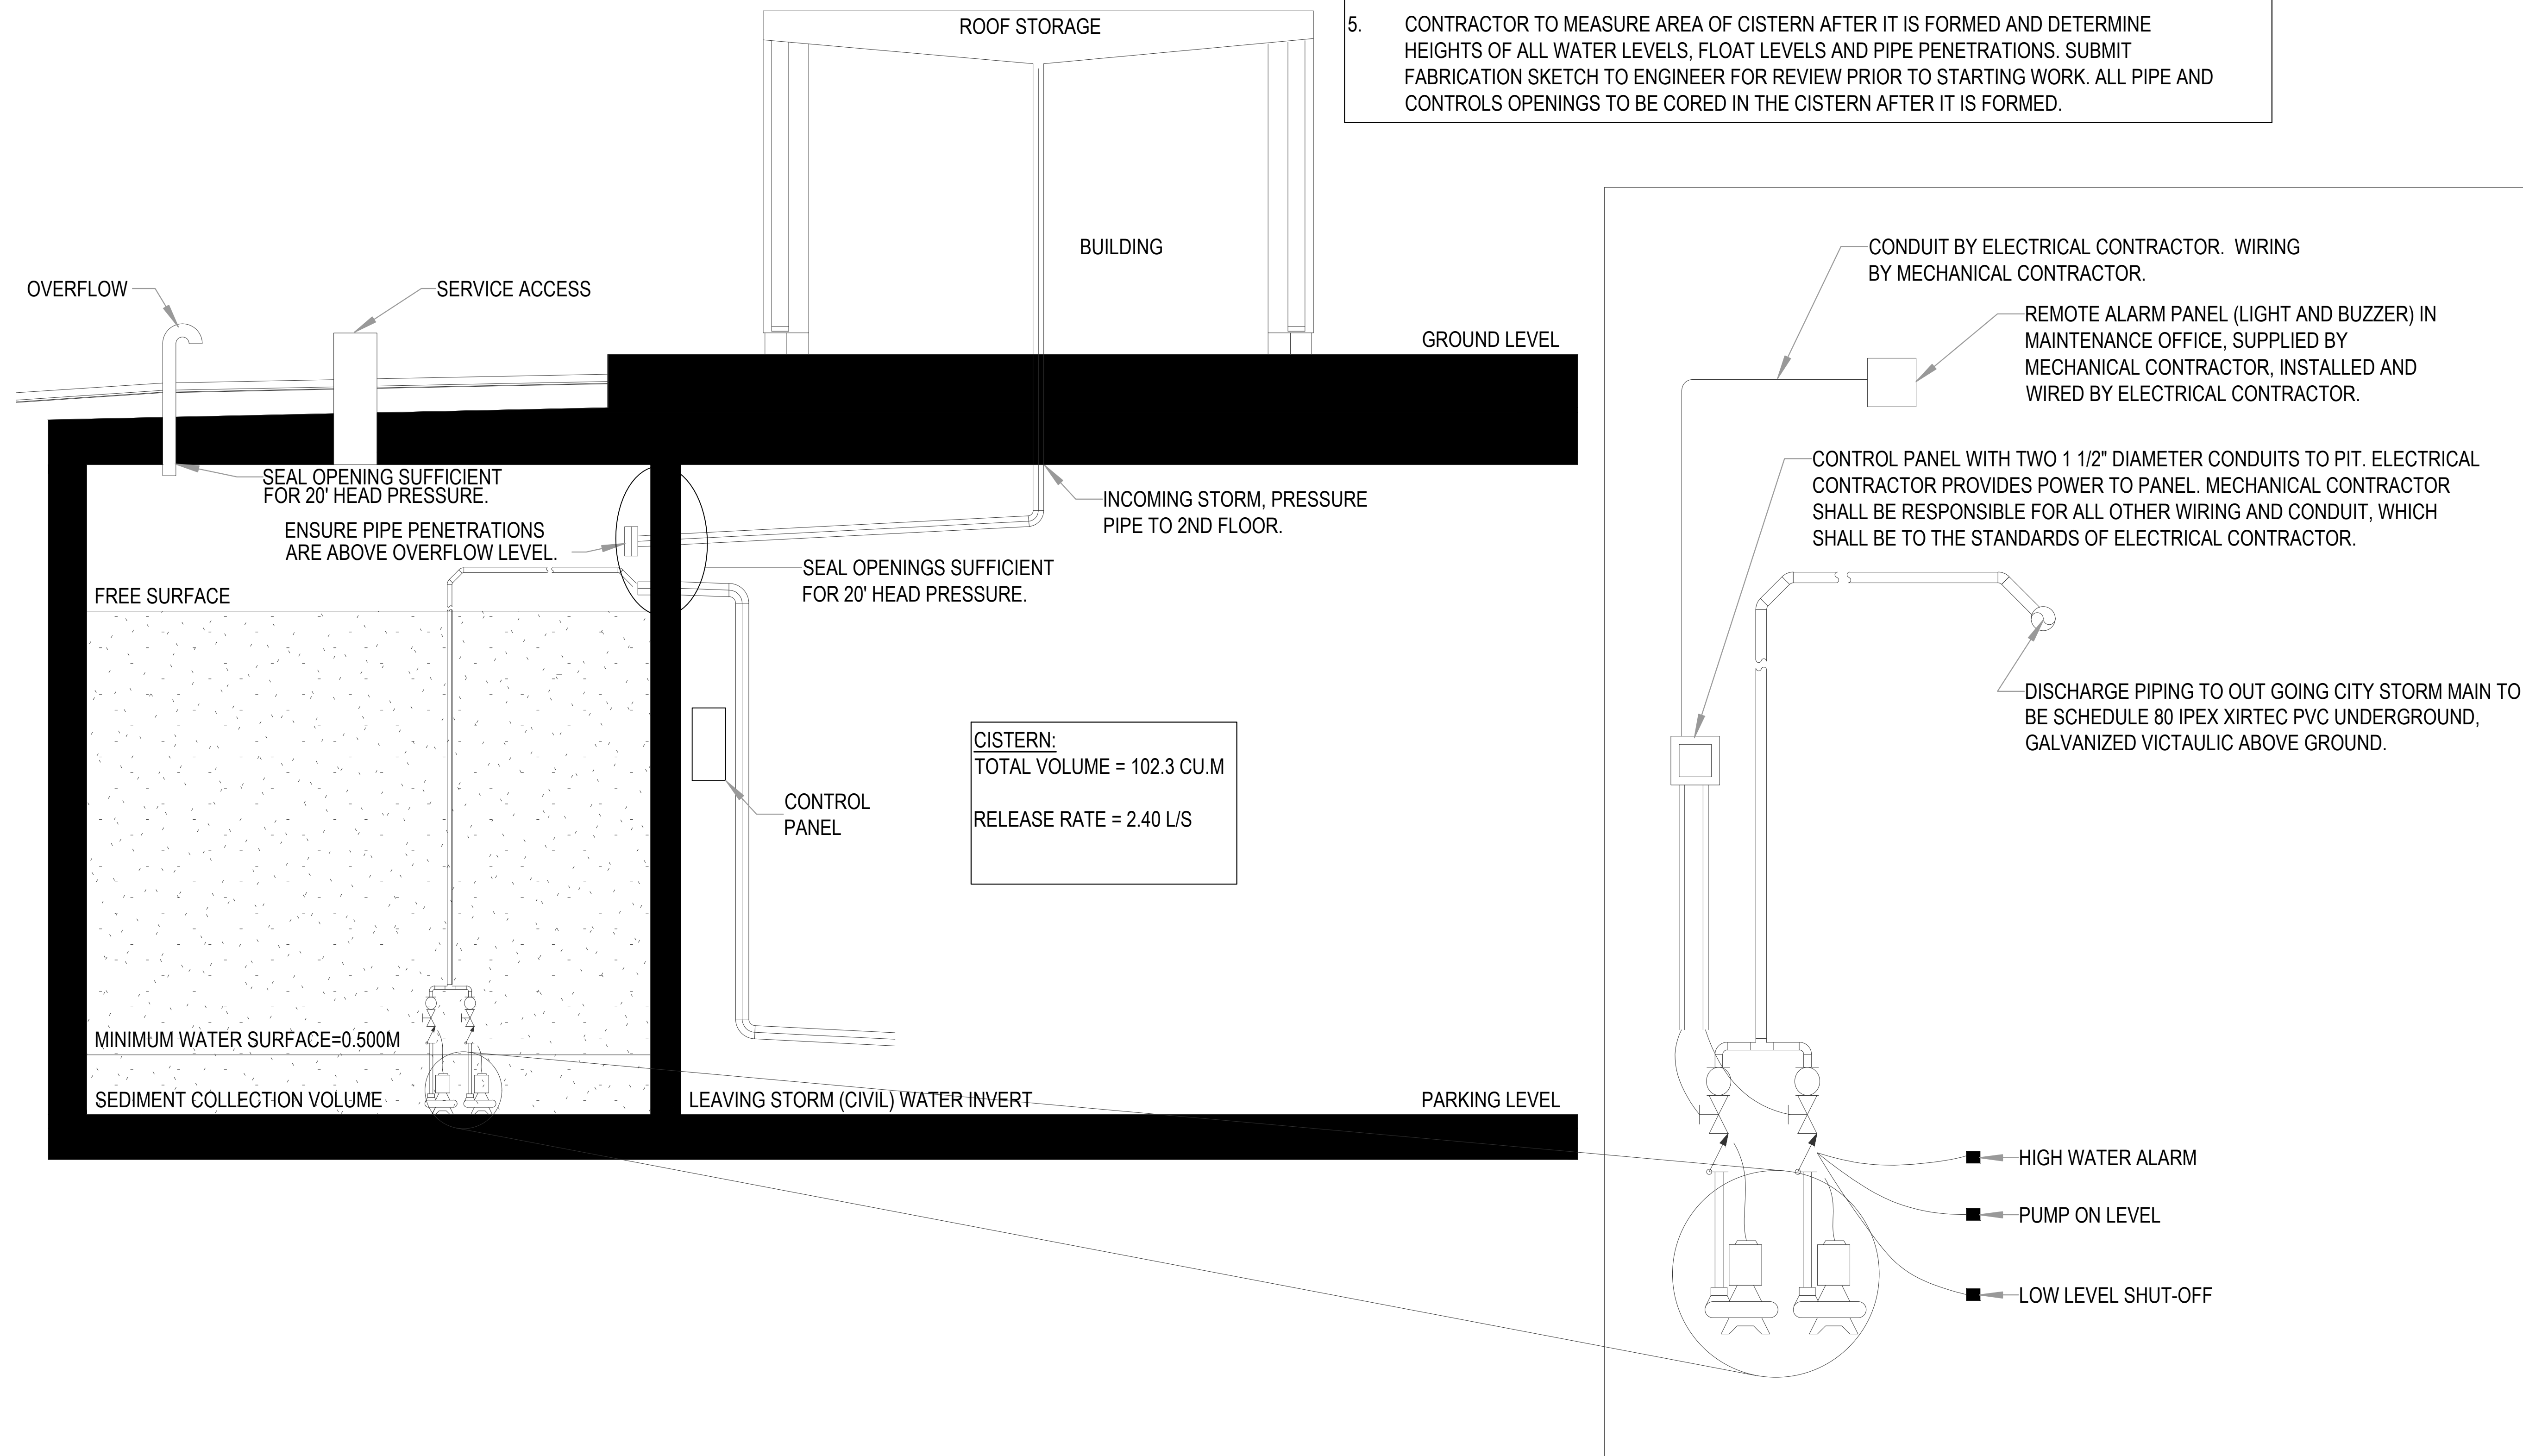 ROOF STORAGE
5. CONTRACTOR TO MEASURE AREA OF CISTERN AFTER IT IS FORMED AND DETERMINE
HEIGHTS OF ALL WATER LEVELS, FLOAT LEVELS AND PIPE PENETRATIONS. SUBMIT
FABRICATION SKETCH TO ENGINEER FOR REVIEW PRIOR TO STARTING WORK. ALL PIPE AND
CONTROLS OPENINGS TO BE CORED IN THE CISTERN AFTER IT IS FORMED.
BUILDING
OVERFLOW
SERVICE ACCESS
GROUND LEVEL
SEAL OPENING SUFFICIENT
FOR 20' HEAD PRESSURE.
ENSURE PIPE PENETRATIONS
ARE ABOVE OVERFLOW LEVEL.
INCOMING STORM, PRESSURE
PIPE TO 2ND FLOOR.
SEAL OPENINGS SUFFICIENT
FOR 20' HEAD PRESSURE.
FREE SURFACE
CISTERN:
TOTAL VOLUME = 102.3 CU.M
RELEASE RATE = 2.40 L/S
CONTROL
PANEL
MINIMUM WATER SURFACE=0.500M
SEDIMENT COLLECTION VOLUME
LEAVING STORM (CIVIL) WATER INVERT
PARKING LEVEL
CONDUIT BY ELECTRICAL CONTRACTOR. WIRING
BY MECHANICAL CONTRACTOR.
REMOTE ALARM PANEL (LIGHT AND BUZZER) IN
MAINTENANCE OFFICE, SUPPLIED BY
MECHANICAL CONTRACTOR, INSTALLED AND
WIRED BY ELECTRICAL CONTRACTOR.
CONTROL PANEL WITH TWO 1 1/2" DIAMETER CONDUITS TO PIT. ELECTRICAL
CONTRACTOR PROVIDES POWER TO PANEL. MECHANICAL CONTRACTOR
SHALL BE RESPONSIBLE FOR ALL OTHER WIRING AND CONDUIT, WHICH
SHALL BE TO THE STANDARDS OF ELECTRICAL CONTRACTOR.
DISCHARGE PIPING TO OUT GOING CITY STORM MAIN TO
BE SCHEDULE 80 IPEX XIRTEC PVC UNDERGROUND,
GALVANIZED VICTAULIC ABOVE GROUND.
HIGH WATER ALARM
PUMP ON LEVEL
LOW LEVEL SHUT-OFF